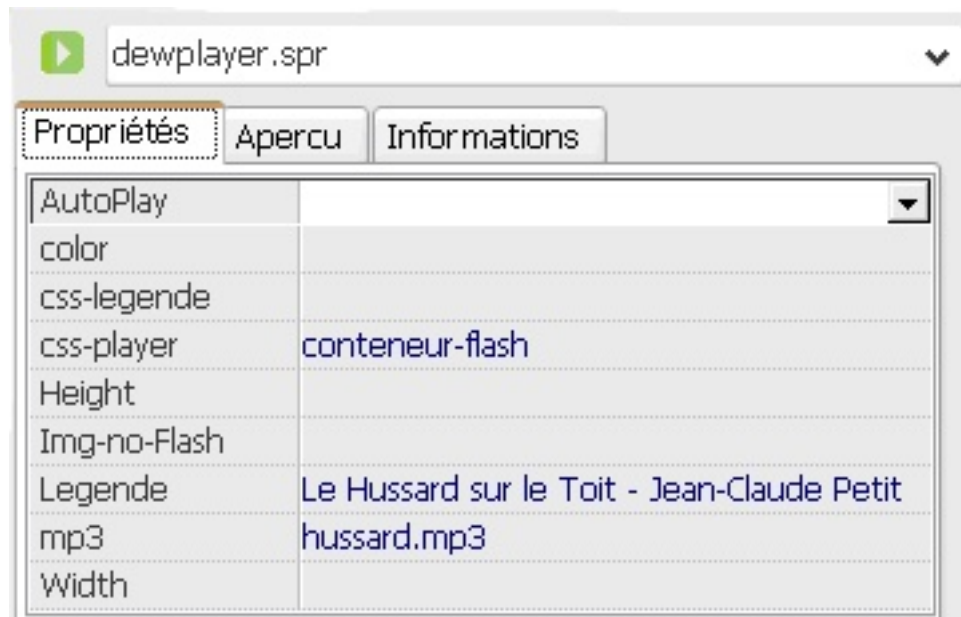 dewplayer.spr
Propriétés Apercu Informations
AutoPlay
color
css-legende
css-player conteneur-flash
Height
Img-no-Flash
Legende Le Hussard sur le Toit - Jean-Claude Petit
mp3 hussard.mp3
Width